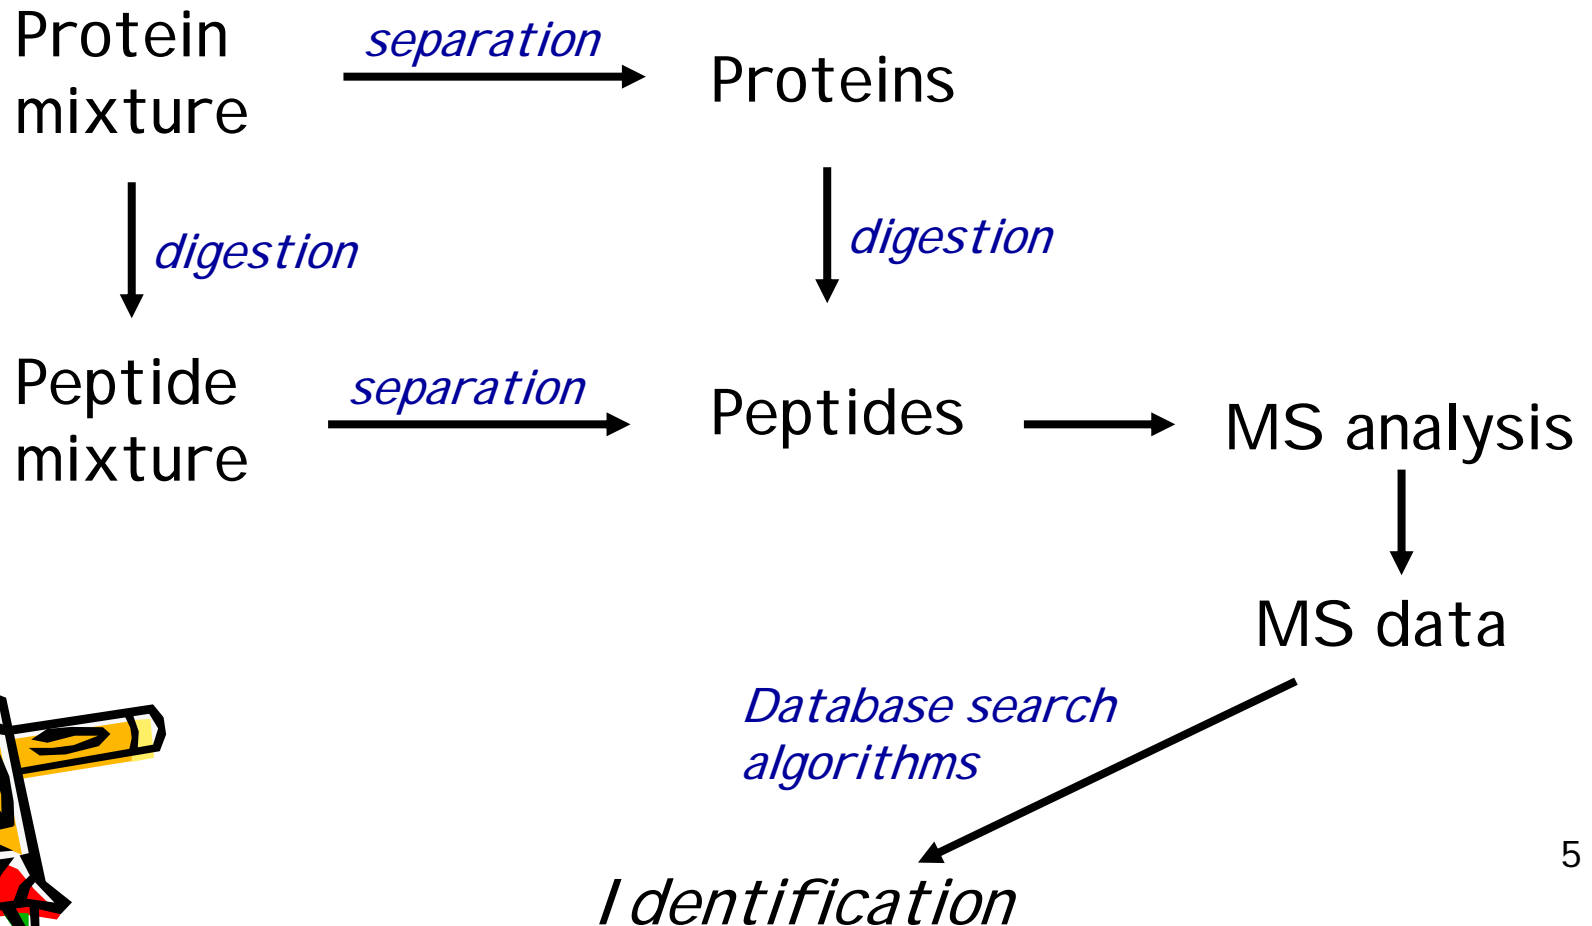 Protein
mixture
separation
Proteins
digestion
digestion
Peptide
mixture
separation
Peptides
MS analysis
MS data
Database search
algorithms
Identification
5